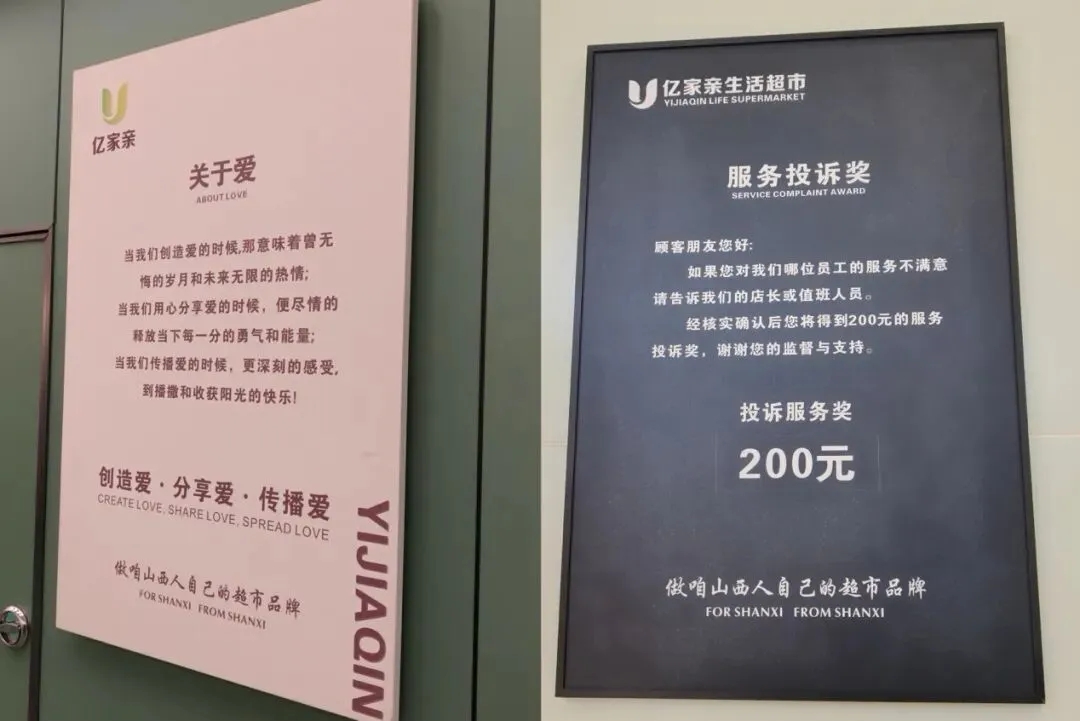 亿家亲
关于爱
ABOUT LOVE
当我们创造爱的时候,那意味着曾无
悔的岁月和未来无限的热情;
当我们用心分享爱的时候，便尽情的
释放当下每一分的勇气和能量;
当我们传播爱的时候，更深刻的感受,
到播撒和收获阳光的快乐!
创造爱·分享爱·传播爱
CREATE LOVE, SHARE LOVE, SPREAD LOVE
做咱山西人自己的超市品牌
FOR SHANXI FROM SHANXI
YIJIAQIN
亿家亲生活超市
YIJIAQIN LIFE SUPERMARKET
服务投诉奖
SERVICE COMPLAINT AWARD
顾客朋友您好:
如果您对我们哪位员工的服务不满意
请告诉我们的店长或值班人员。
经核实确认后您将得到200元的服务
投诉奖，谢谢您的监督与支持。
投诉服务奖
200元
做咱山西人自己的超市品牌
FOR SHANXI FROM SHANXI